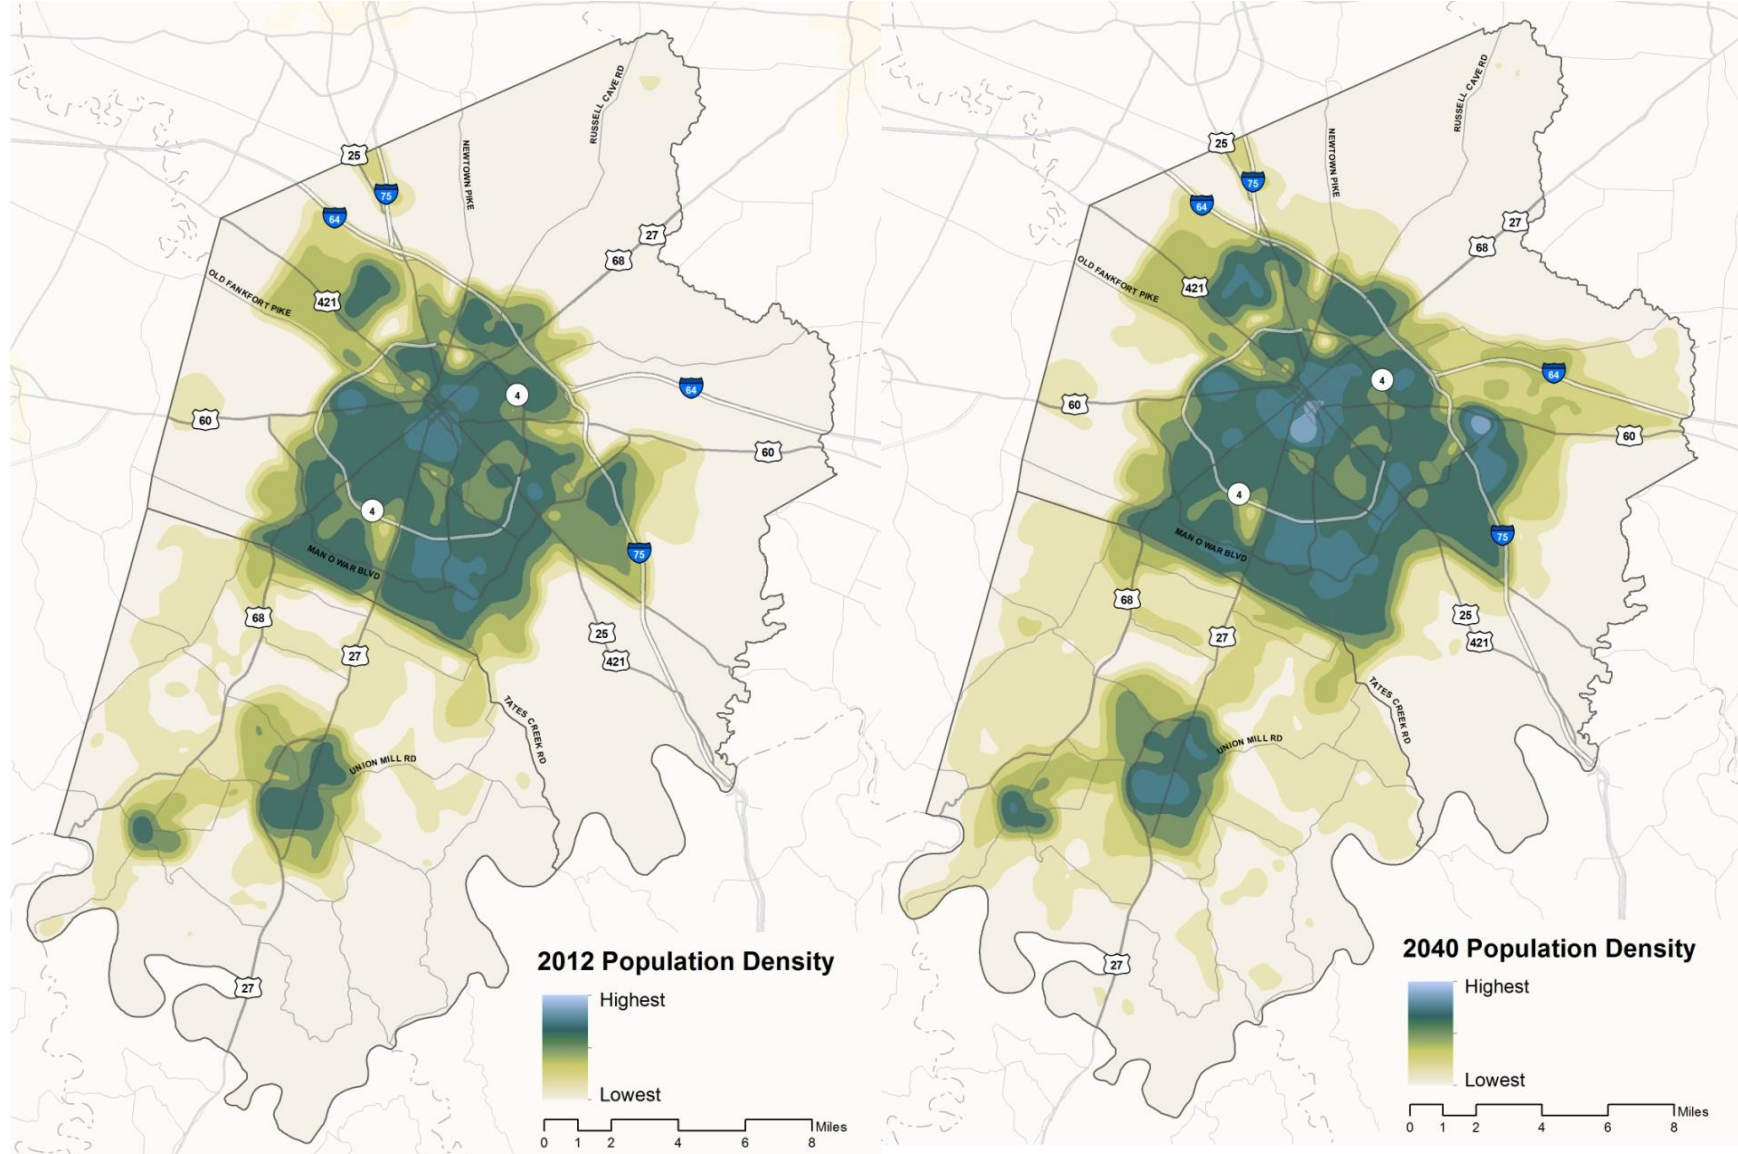 RUSSELL CAVE RD
25
NEWTOWN PIKE
75
64
27
68
OLD FANKFORT PIKE
421
64
4
60
60
4
75
MAN O WAR BLVD
68
25
27
421
TATES CREEK RD
UNION MILL RD
27
2012 Population Density
Highest
Lowest
Miles
0 1 2 4 6 8
RUSSELL CAVE RD
25
NEWTOWN PIKE
75
64
27
68
OLD FANKFORT PIKE
421
64
4
60
60
4
75
MAN O WAR BLVD
68
25
27
421
TATES CREEK RD
UNION MILL RD
27
2040 Population Density
Highest
Lowest
Miles
0 1 2 4 6 8